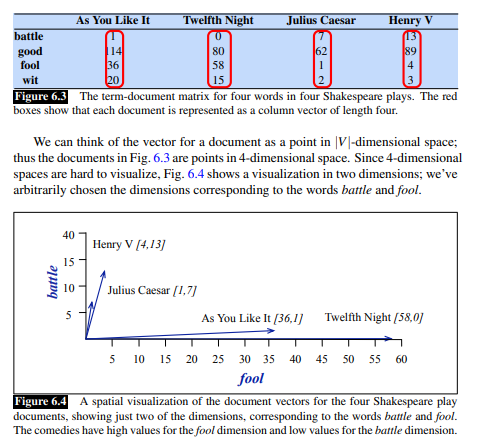 As You Like It Twelfth Night Julius Caesar Henry V
battle 1 0 7 13
good 114 80 62 89
fool 36 58 1 4
wit 20 15 2 3
Figure 6.3 The term-document matrix for four words in four Shakespeare plays. The red
boxes show that each document is represented as a column vector of length four.
We can think of the vector for a document as a point in |V|-dimensional space;
thus the documents in Fig. 6.3 are points in 4-dimensional space. Since 4-dimensional
spaces are hard to visualize, Fig. 6.4 shows a visualization in two dimensions; we've
arbitrarily chosen the dimensions corresponding to the words battle and fool.
40
Henry V [4,13]
15
battle
10
Julius Caesar [1,7]
5
As You Like It [36,1] Twelfth Night [58,0]
5 10 15 20 25 30 35 40 45 50 55 60
fool
Figure 6.4 A spatial visualization of the document vectors for the four Shakespeare play
documents, showing just two of the dimensions, corresponding to the words battle and fool.
The comedies have high values for the fool dimension and low values for the battle dimension.